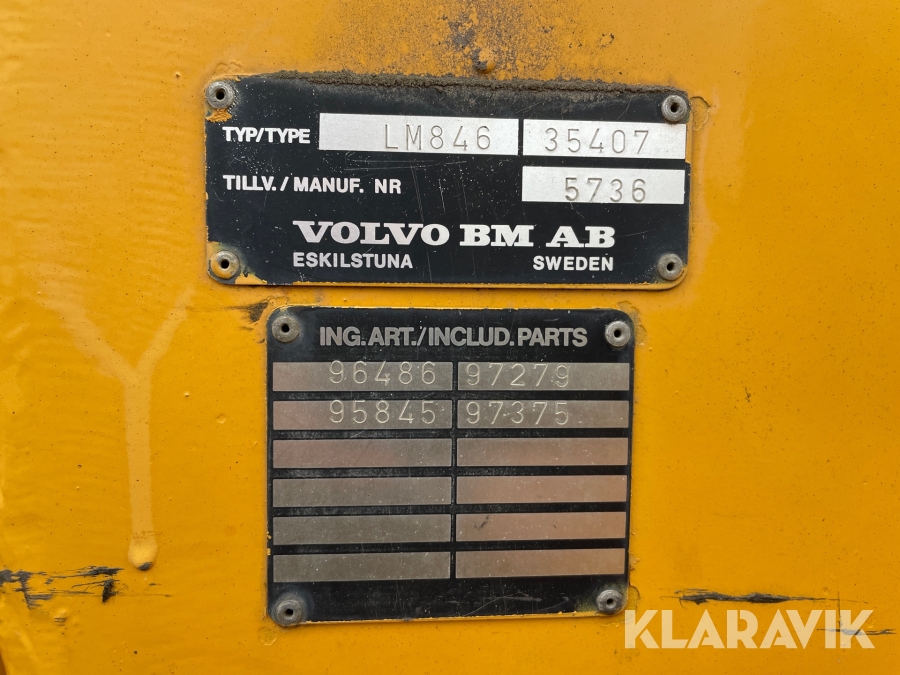 TYP/TYPE LM846 35407
TILLV./MANUF. NR 5736
VOLVO BM AB
ESKILSTUNA SWEDEN
ING.ART./INCLUD.PARTS
96486 97279
95845 97375
KLARAVIK